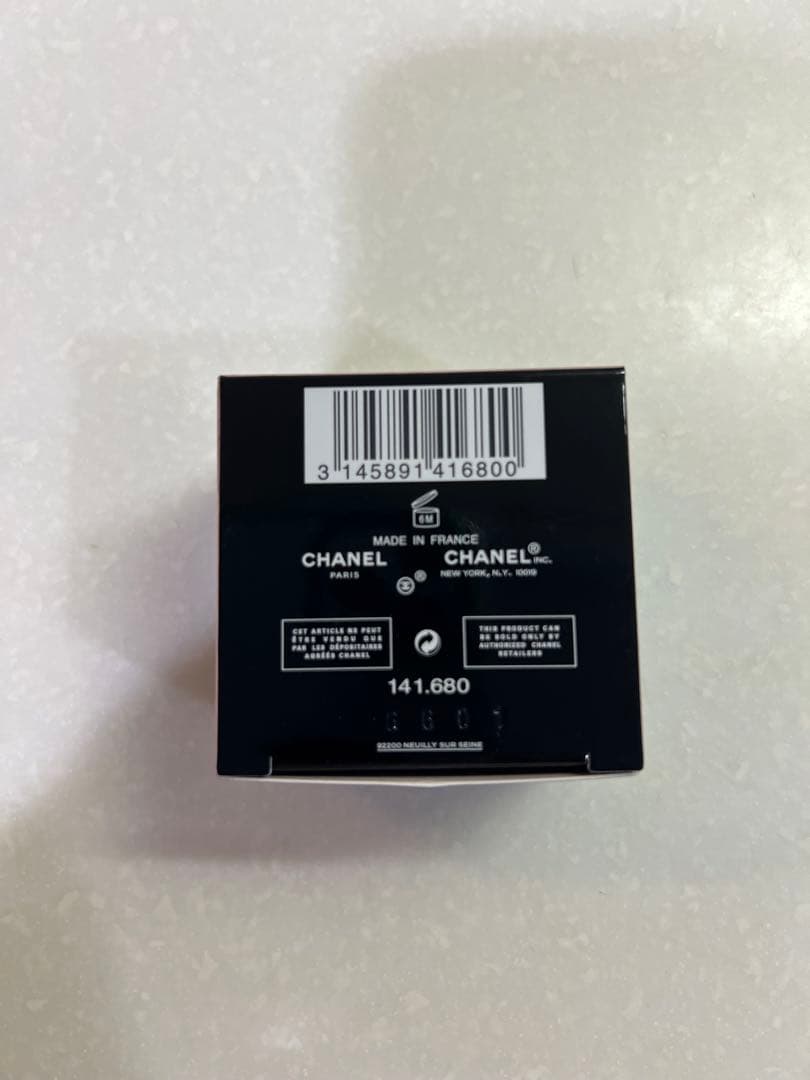 3 145891 416800
6M
MADE IN FRANCE
CHANEL
PARIS
CHANEL® INC.
NEW YORK, N.Y. 10019
®
CET ARTICLE NE PEUT
ÊTRE VENDU QUE
PAR LES DÉPOSITAIRES
AGRÉÉS CHANEL
THIS PRODUCT CAN
BE SOLD ONLY BY
AUTHORIZED CHANEL
RETAILERS
141.680
92200 NEUILLY SUR SEINE